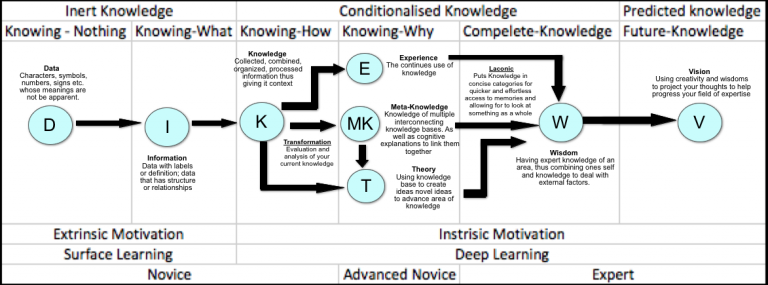 Inert Knowledge
Conditionalised Knowledge
Predicted knowledge
Knowing - Nothing
Knowing-What
Knowing-How
Knowing-Why
Compelete-Knowledge
Future-Knowledge
Data
Characters, symbols,
numbers, signs etc.
whose meanings are
not be apparent.
D
I
Information
Data with labels
or definition; data
that has structure
or relationships
Knowledge
Collected, combined,
organized, processed
information thus
giving it context
K
Transformation
Evaluation and
analysis of your
current knowledge
E
Experience
The continues use of
knowledge
MK
Meta-Knowledge
Knowledge of multiple
interconnecting
knowledge bases. As
well as cognitive
explanations to link them
together
T
Theory
Using knowledge
base to create
ideas novel ideas
to advance area of
knowledge
Laconic
Puts Knowledge in
concise categories for
quicker and effortless
access to memories and
allowing for to look at
something as a whole
W
Wisdom
Having expert knowledge of an
area, thus combining ones self
and knowledge to deal with
external factors.
Vision
Using creativity and wisdoms
to project your thoughts to help
progress your field of expertise
V
Extrinsic Motivation
Instrisic Motivation
Surface Learning
Deep Learning
Novice
Advanced Novice
Expert